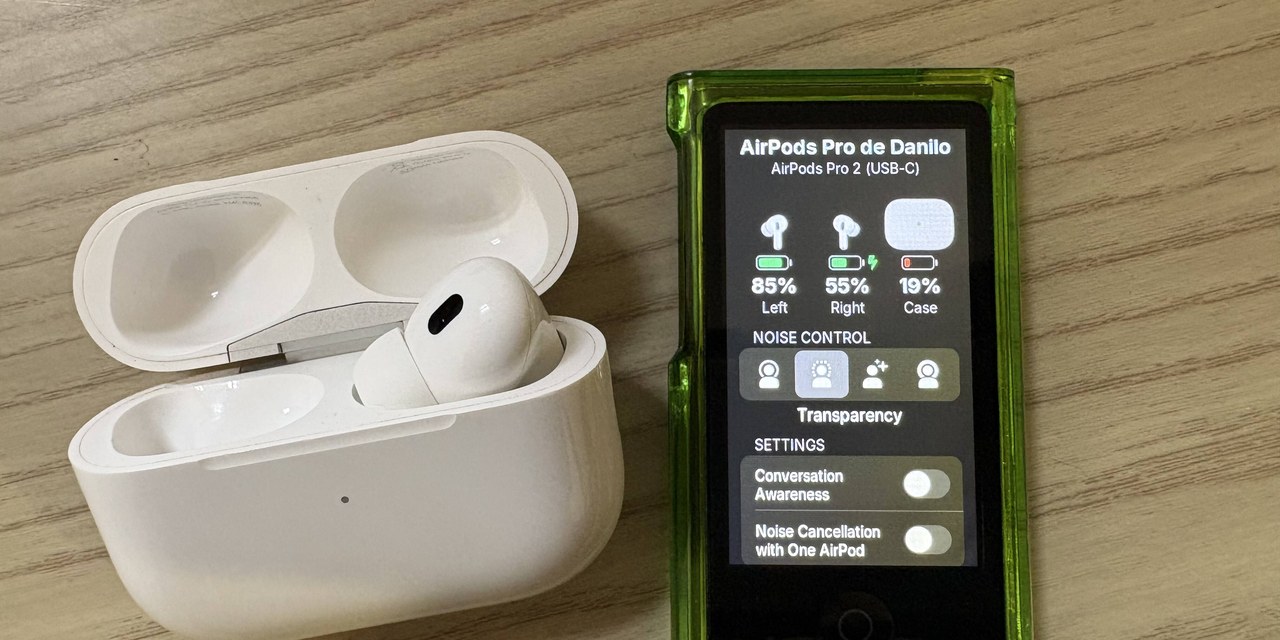 AirPods Pro de Danilo
AirPods Pro 2 (USB-C)
85% 55% 19%
Left Right Case
NOISE CONTROL
Transparency
SETTINGS
Conversation
Awareness
Noise Cancellation
with One AirPod